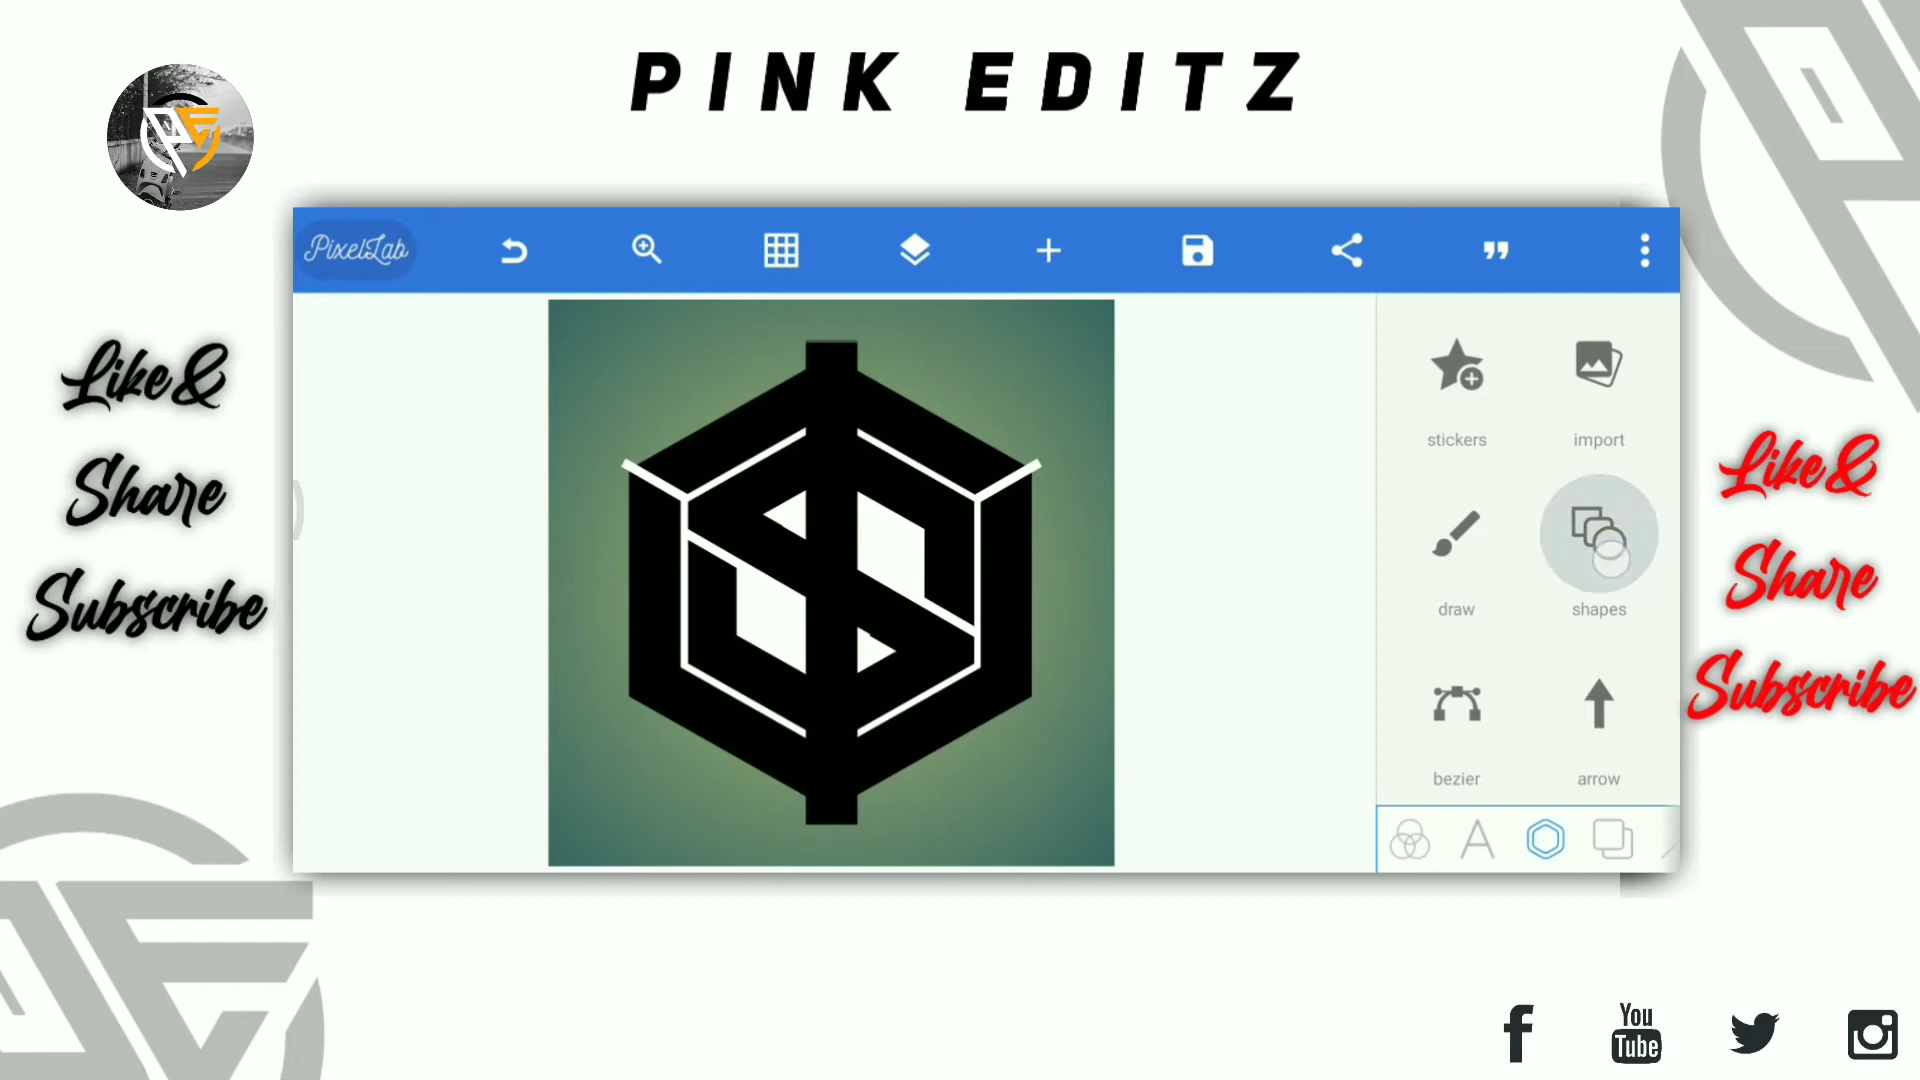 PINK EDITZ
PixelLab
Like&
Share
Subscribe
stickers
import
draw
shapes
bezier
arrow
Like&
Share
Subscribe
You
Tube